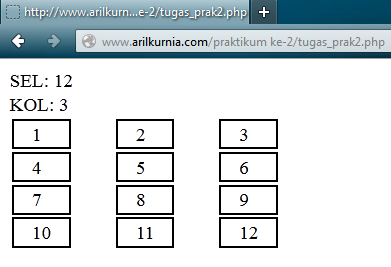 http://www.arilkurn...e-2/tugas_prak2.php
www.arilkurnia.com/praktikum ke-2/tugas_prak2.php
SEL: 12
KOL: 3
1 2 3
4 5 6
7 8 9
10 11 12